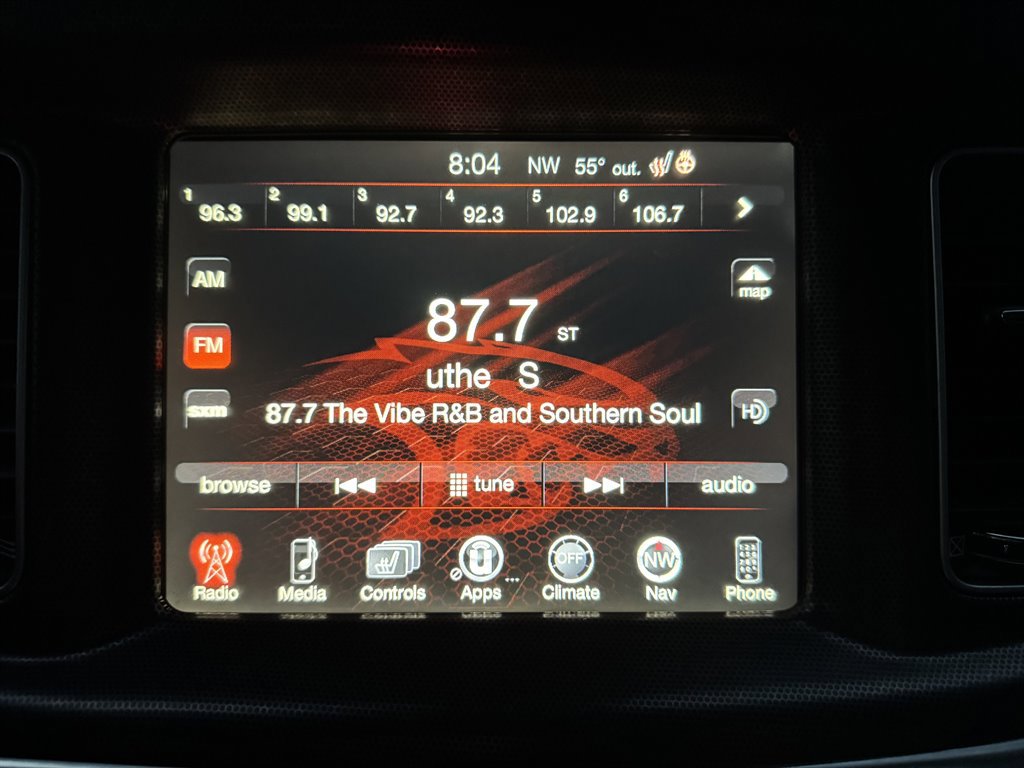 8:04 NW 55° out.
1 96.3 2 99.1 3 92.7 4 92.3 5 102.9 6 106.7
AM
map
87.7 ST
FM
uthe S
sxm
87.7 The Vibe R&B and Southern Soul
HD
browse tune audio
U OFF NW
Radio Media Controls Apps ... Climate Nav Phone